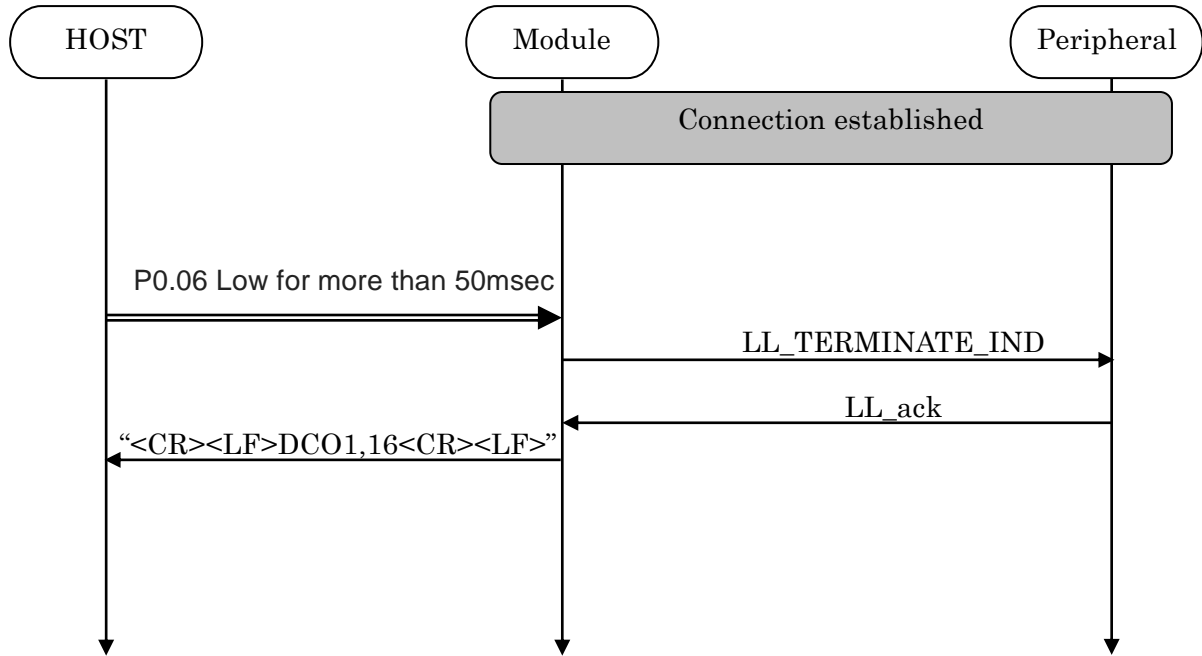 HOST
Module
Peripheral
Connection established
P0.06 Low for more than 50msec
LL_TERMINATE_IND
LL_ack
“<CR><LF>DCO1,16<CR><LF>”